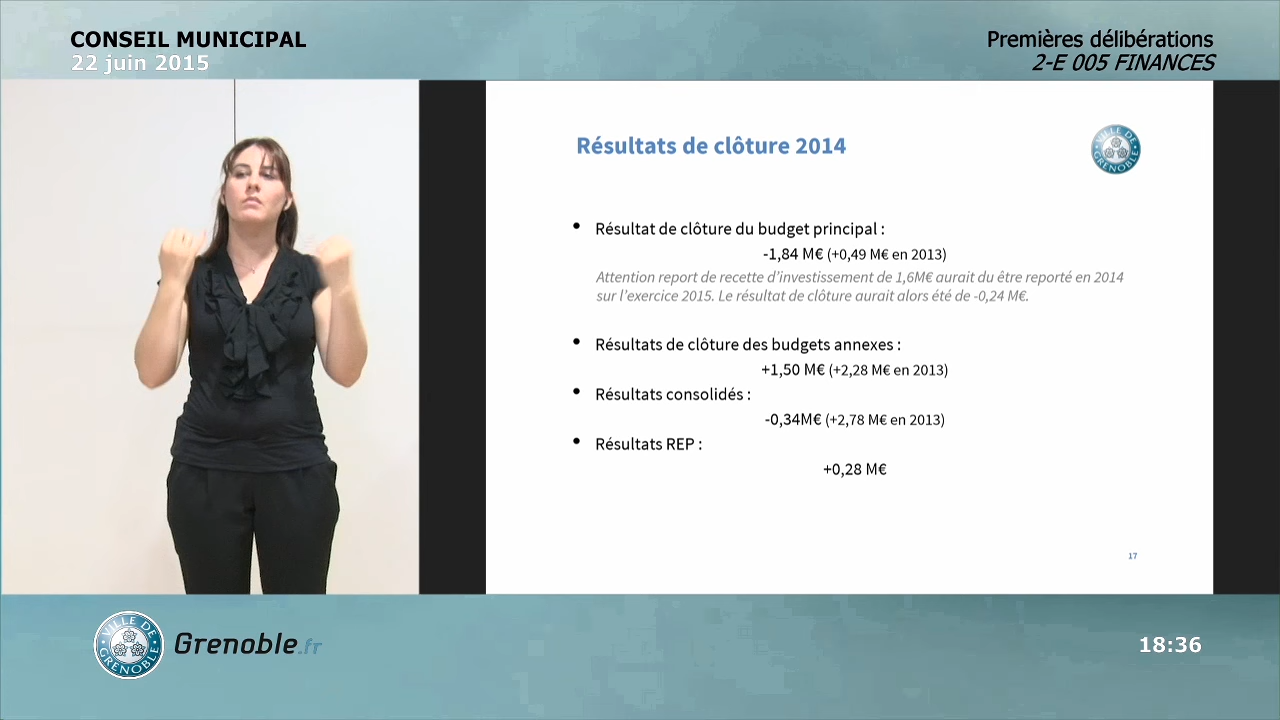 CONSEIL MUNICIPAL
22 juin 2015
Premières délibérations
2-E 005 FINANCES
Résultats de clôture 2014
VILLE DE GRENOBLE
• Résultat de clôture du budget principal :
-1,84 M€ (+0,49 M€ en 2013)
Attention report de recette d'investissement de 1,6M€ aurait du être reporté en 2014
sur l'exercice 2015. Le résultat de clôture aurait alors été de -0,24 M€.
• Résultats de clôture des budgets annexes :
+1,50 M€ (+2,28 M€ en 2013)
• Résultats consolidés :
-0,34M€ (+2,78 M€ en 2013)
• Résultats REP :
+0,28 M€
17
VILLE DE GRENOBLE
Grenoble.fr
18:36